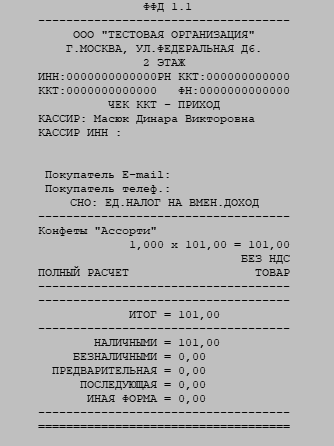 ФФД 1.1
ООО "ТЕСТОВАЯ ОРГАНИЗАЦИЯ"
Г.МОСКВА, УЛ.ФЕДЕРАЛЬНАЯ Д6.
2 ЭТАЖ
ИНН:0000000000000РН ККТ:000000000000
ККТ:0000000000000 ФН:0000000000000
ЧЕК ККТ – ПРИХОД
КАССИР: Масюк Динара Викторовна
КАССИР ИНН :
Покупатель E-mail:
Покупатель телеф.:
СНО: ЕД.НАЛОГ НА ВМЕН.ДОХОД
Конфеты "Ассорти"
1,000 x 101,00 = 101,00
БЕЗ НДС
ПОЛНЫЙ РАСЧЕТ ТОВАР
ИТОГ = 101,00
НАЛИЧНЫМИ = 101,00
БЕЗНАЛИЧНЫМИ = 0,00
ПРЕДВАРИТЕЛЬНАЯ = 0,00
ПОСЛЕДУЮЩАЯ = 0,00
ИНАЯ ФОРМА = 0,00